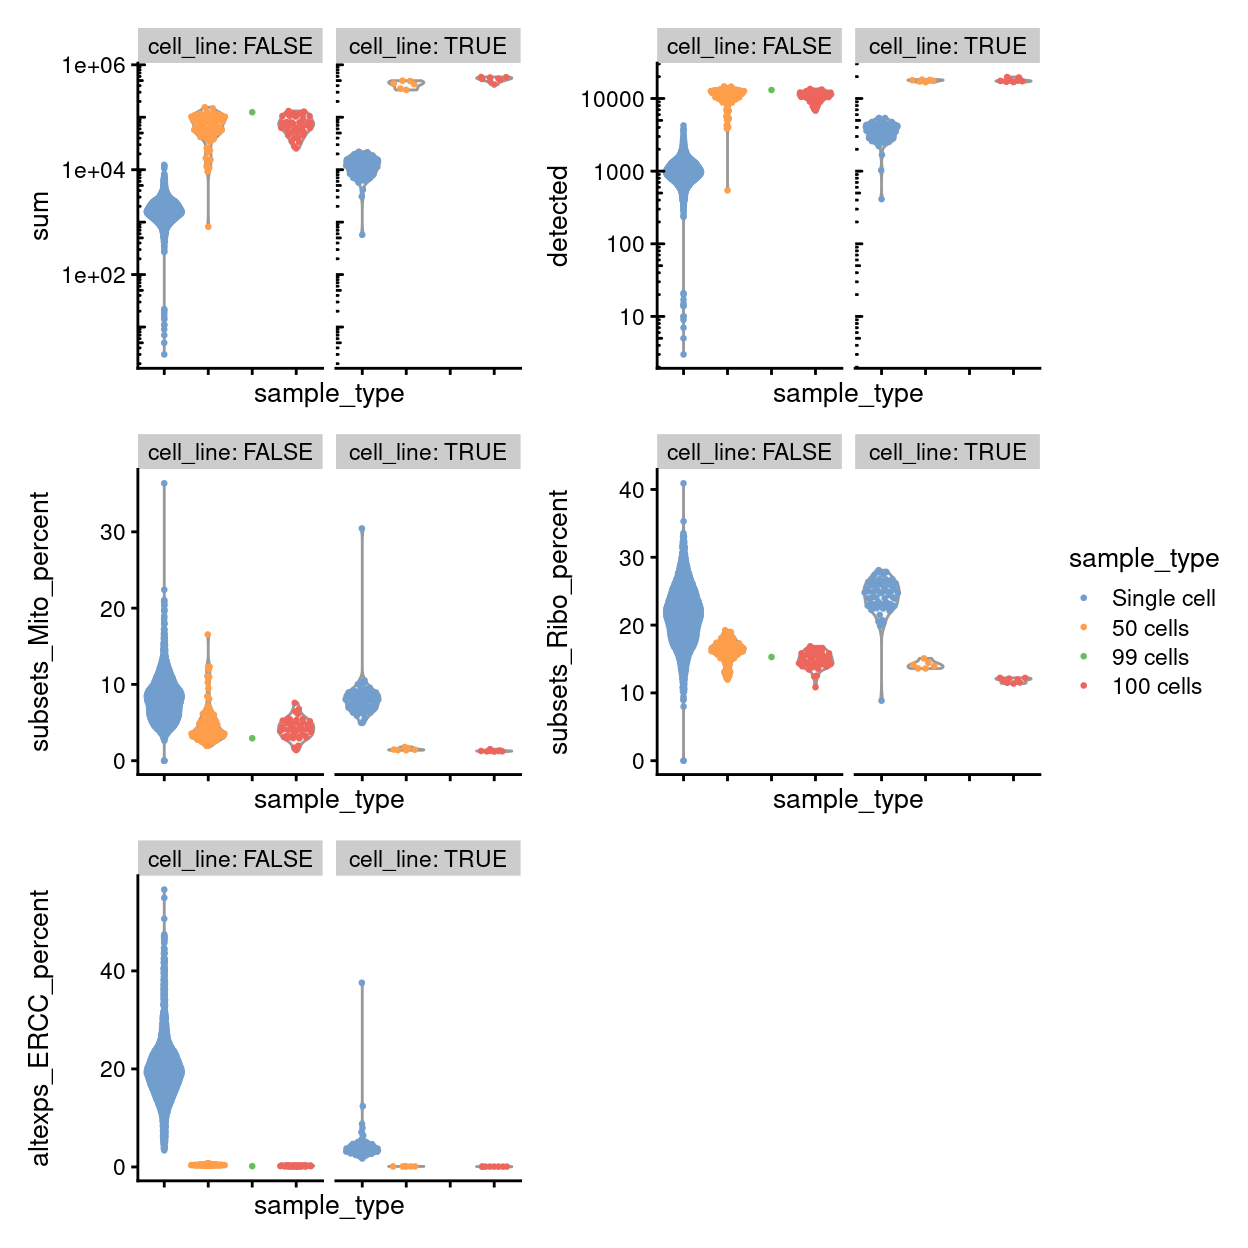 cell_line: FALSE
cell_line: TRUE
sum
1e+06
1e+04
1e+02
sample_type
cell_line: FALSE
cell_line: TRUE
detected
10000
1000
100
10
sample_type
cell_line: FALSE
cell_line: TRUE
subsets_Mito_percent
30
20
10
0
sample_type
cell_line: FALSE
cell_line: TRUE
subsets_Ribo_percent
40
30
20
10
0
sample_type
sample_type
Single cell
50 cells
99 cells
100 cells
cell_line: FALSE
cell_line: TRUE
altexps_ERCC_percent
40
20
0
sample_type